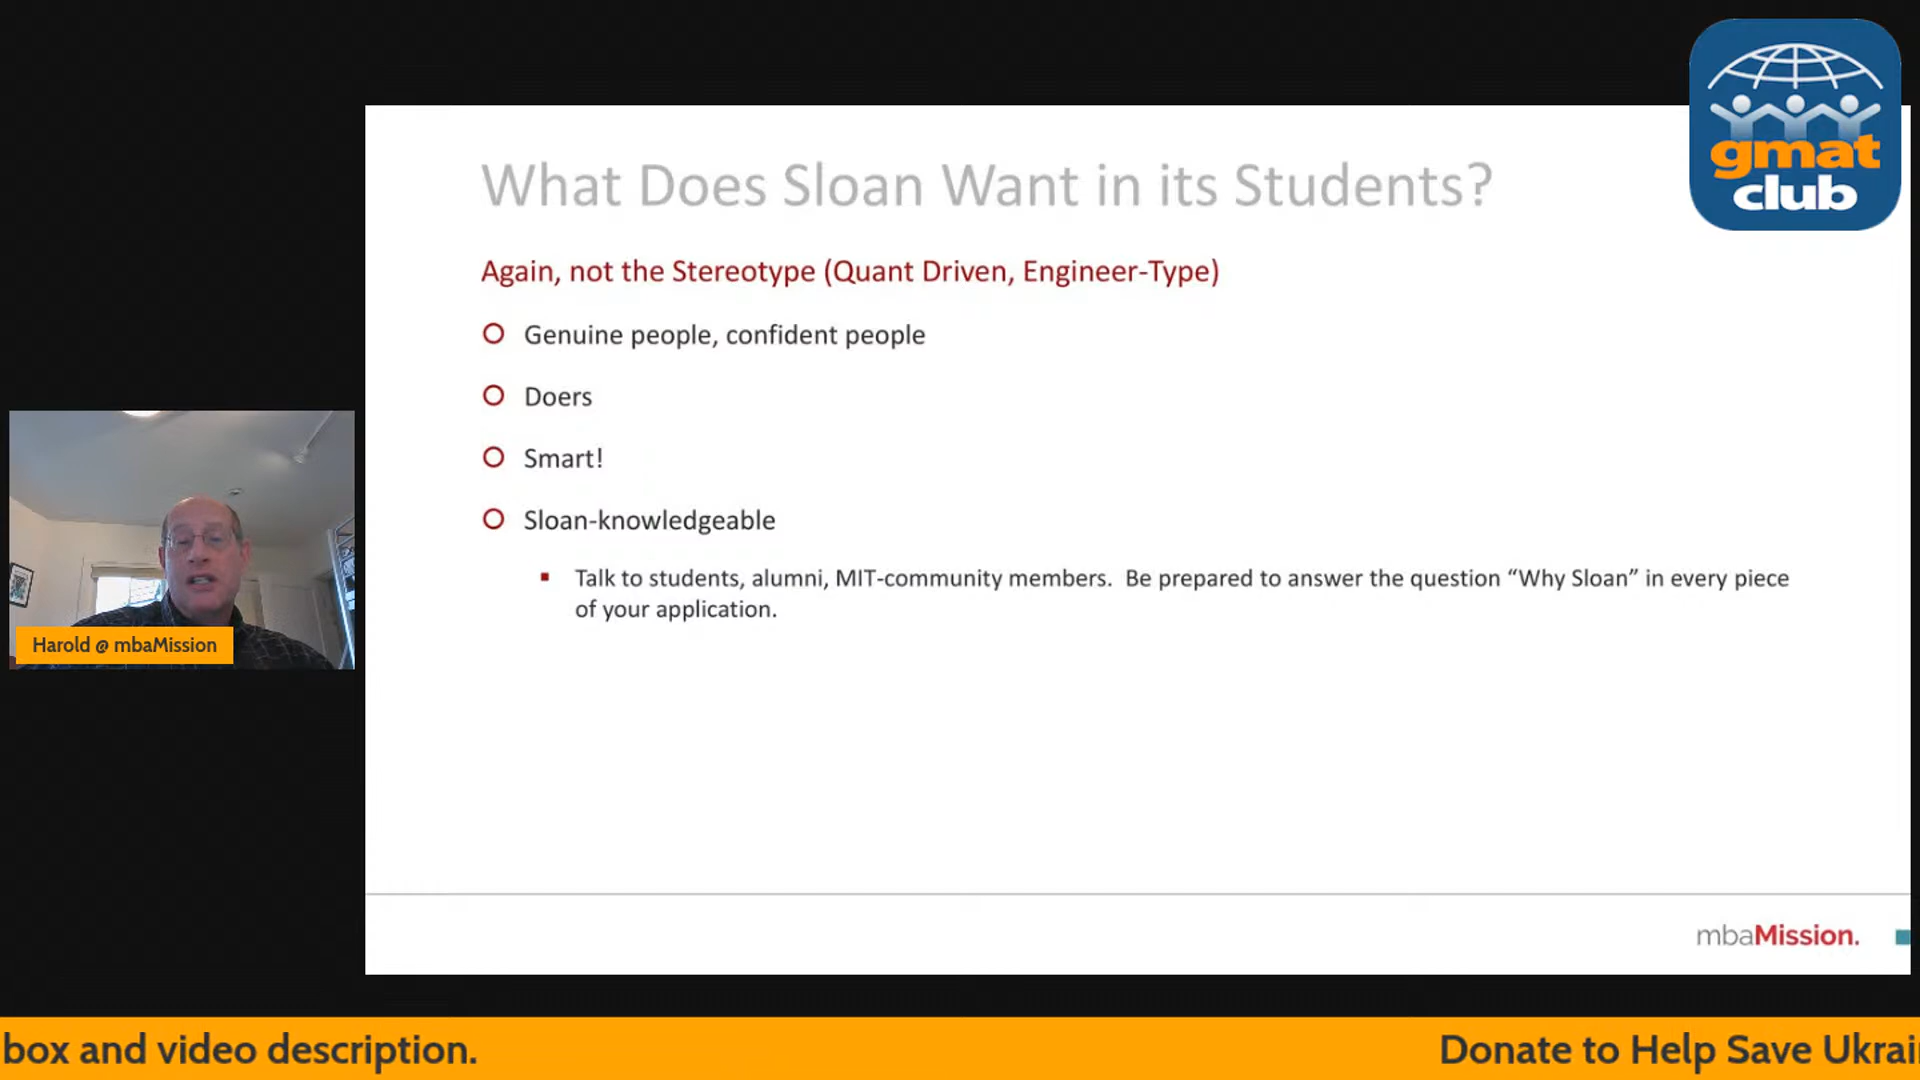 gmat
club
What Does Sloan Want in its Students?
Again, not the Stereotype (Quant Driven, Engineer-Type)
Genuine people, confident people
Doers
Smart!
Sloan-knowledgeable
Talk to students, alumni, MIT-community members.  Be prepared to answer the question “Why Sloan” in every piece
of your application.
Harold @ mbaMission
mbaMission.
box and video description.
Donate to Help Save Ukrai